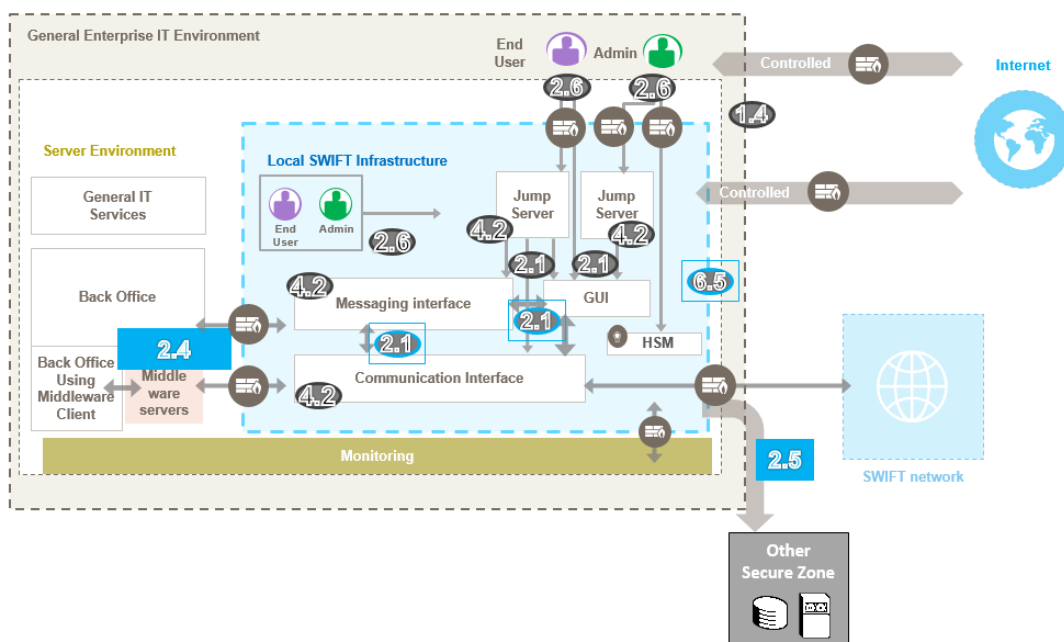 General Enterprise IT Environment
End
User
Admin
Controlled
Internet
2.6
2.6
1.4
Server Environment
Local SWIFT Infrastructure
General IT
Services
End
User
Admin
2.6
Jump
Server
Jump
Server
4.2
4.2
Controlled
2.1
2.1
6.5
Back Office
4.2
Messaging interface
GUI
2.1
2.1
HSM
2.4
Back Office
Using
Middleware
Client
Middle
ware
servers
Communication Interface
4.2
Monitoring
2.5
SWIFT network
Other
Secure Zone